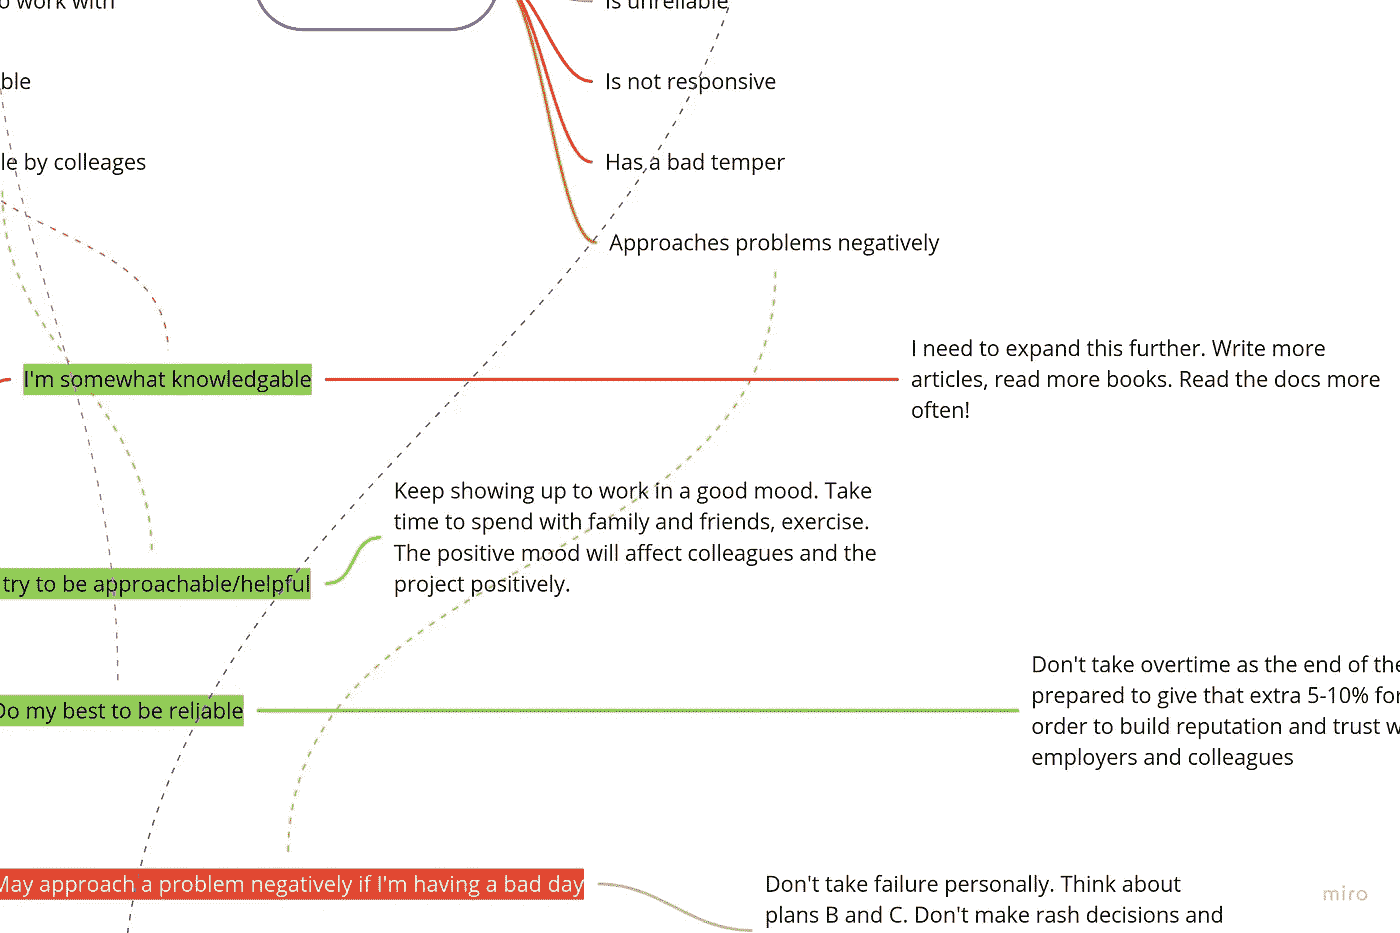 o work with
Is unreliable
ble
Is not responsive
le by colleages
Has a bad temper
Approaches problems negatively
I'm somewhat knowledgable
I need to expand this further. Write more
articles, read more books. Read the docs more
often!
Keep showing up to work in a good mood. Take
time to spend with family and friends, exercise.
The positive mood will affect colleagues and the
project positively.
try to be approachable/helpful
Do my best to be reliable
Don't take overtime as the end of the
prepared to give that extra 5-10% for
order to build reputation and trust w
employers and colleagues
May approach a problem negatively if I'm having a bad day
Don't take failure personally. Think about
plans B and C. Don't make rash decisions and
miro